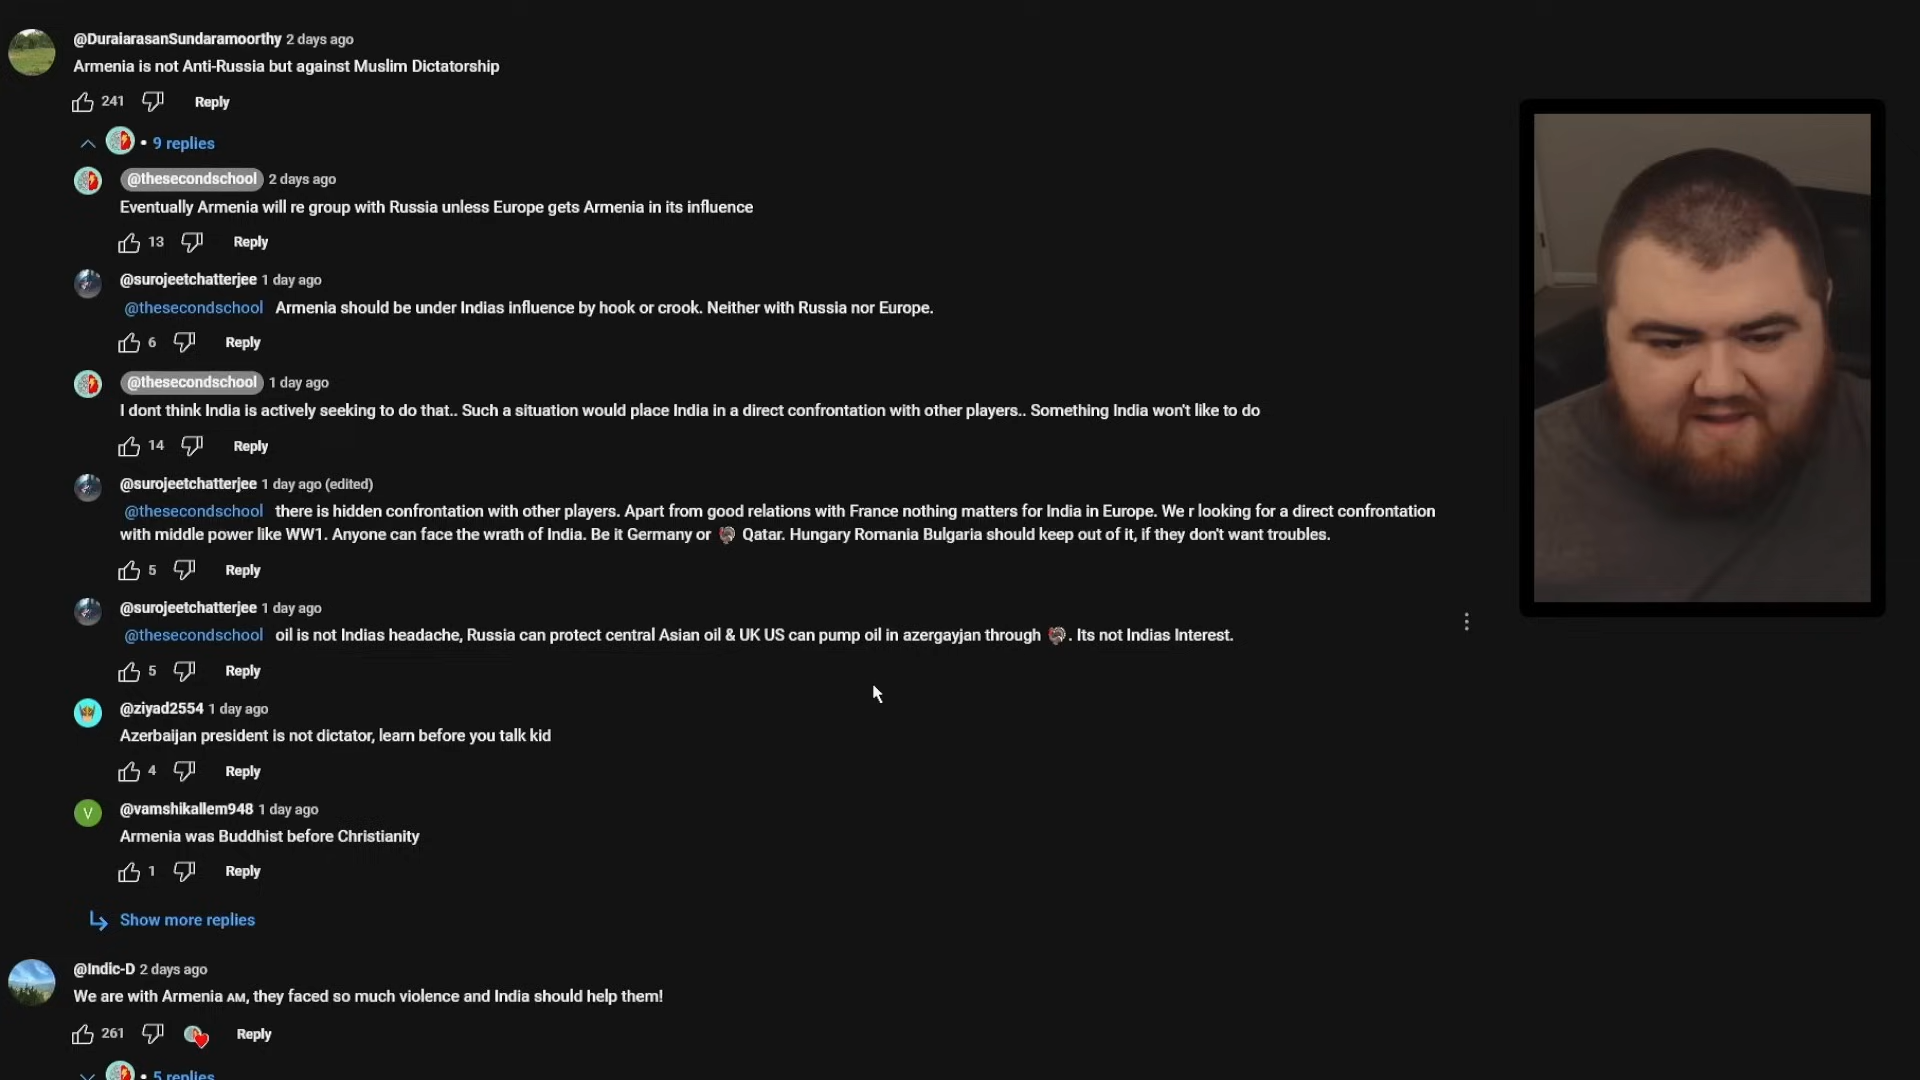 @DuraiarasanSundaramoorthy 2 days ago
Armenia is not Anti-Russia but against Muslim Dictatorship
241 Reply
• 9 replies
@thesecondschool 2 days ago
Eventually Armenia will re group with Russia unless Europe gets Armenia in its influence
13 Reply
@surojeetchatterjee 1 day ago
@thesecondschool Armenia should be under Indias influence by hook or crook. Neither with Russia nor Europe.
6 Reply
@thesecondschool 1 day ago
I dont think India is actively seeking to do that.. Such a situation would place India in a direct confrontation with other players.. Something India won't like to do
14 Reply
@surojeetchatterjee 1 day ago (edited)
@thesecondschool there is hidden confrontation with other players. Apart from good relations with France nothing matters for India in Europe. We r looking for a direct confrontation
with middle power like WW1. Anyone can face the wrath of India. Be it Germany or 🦃 Qatar. Hungary Romania Bulgaria should keep out of it, if they don't want troubles.
5 Reply
@surojeetchatterjee 1 day ago
@thesecondschool oil is not Indias headache, Russia can protect central Asian oil & UK US can pump oil in azergayjan through 🦃. Its not Indias Interest.
5 Reply
@ziyad2554 1 day ago
Azerbaijan president is not dictator, learn before you talk kid
4 Reply
V
@vamshikallem948 1 day ago
Armenia was Buddhist before Christianity
1 Reply
Show more replies
@Indic-D 2 days ago
We are with Armenia AM, they faced so much violence and India should help them!
261 Reply
• 5 replies